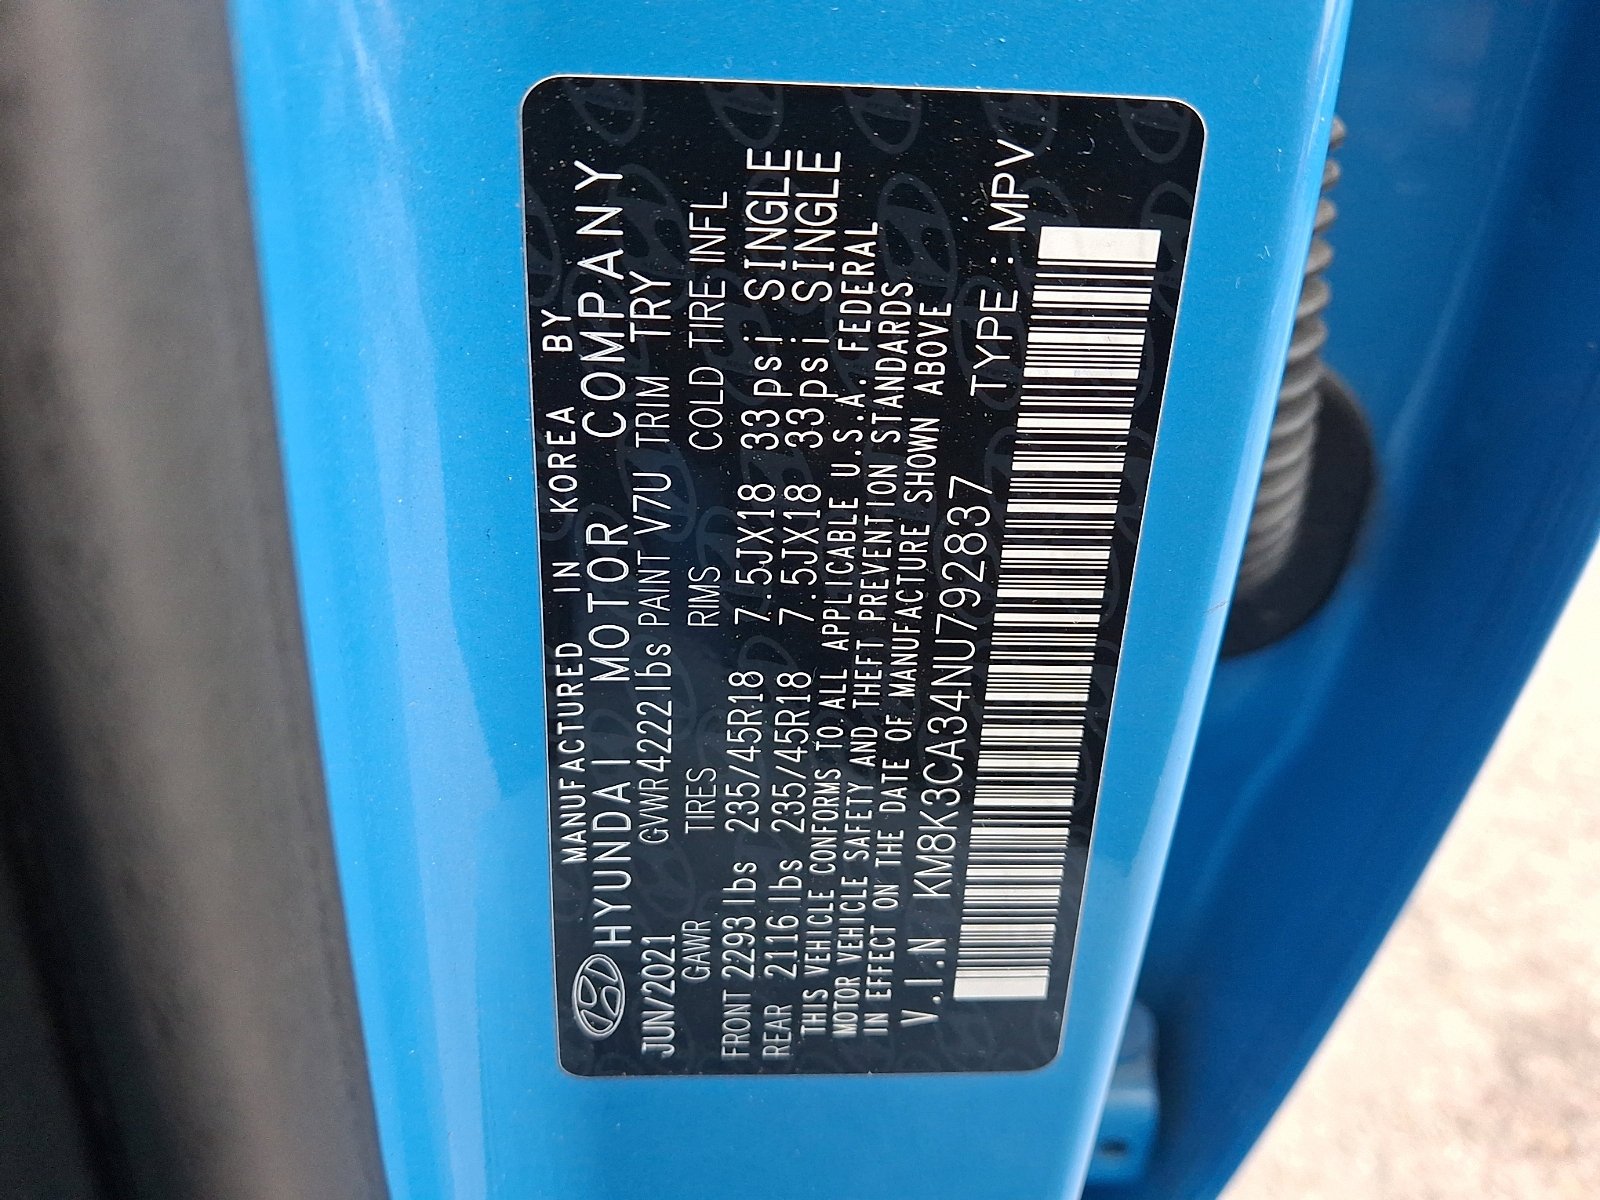 MANUFACTURED IN KOREA BY
HYUNDAI MOTOR COMPANY
JUN/2021 GVWR4222lbs PAINT V7U TRIM TRY
GAWR TIRES RIMS COLD TIRE INFL
FRONT 2293lbs 235/45R18 7.5JX18 33psi SINGLE
REAR 2116lbs 235/45R18 7.5JX18 33psi SINGLE
THIS VEHICLE CONFORMS TO ALL APPLICABLE U.S.A. FEDERAL
MOTOR VEHICLE SAFETY AND THEFT PREVENTION STANDARDS
IN EFFECT ON THE DATE OF MANUFACTURE SHOWN ABOVE
V.I.N KM8K3CA34NU792837 TYPE : MPV